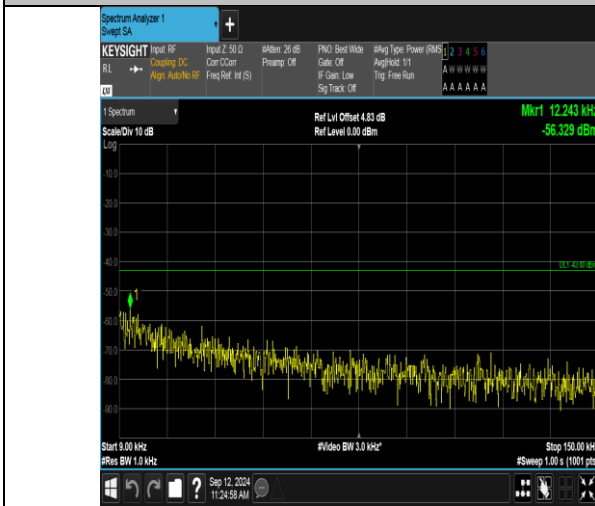 Spectrum Analyzer 1
Swept SA
+
KEYSIGHT Input: RF Input Z: 50 Ω #Atten: 26 dB PNO: Best Wide #Avg Type: Power (RMS 1 2 3 4 5 6
RL Coupling: DC Corr CCorr Preamp: Off Gate: Off Avg|Hold: 1/1 A W W W W W
Align: Auto/No RF Freq Ref: Int (S) IF Gain: Low Trig: Free Run
Sig Track: Off A A A A A A
1 Spectrum
Ref Lvl Offset 4.83 dB Mkr1 12.243 kHz
Scale/Div 10 dB Ref Level 0.00 dBm -56.329 dBm
Log
-10.0
-20.0
-30.0
-40.0
DL1 -43.00 dBm
-50.0
1
-60.0
-70.0
-80.0
-90.0
Start 9.00 kHz #Video BW 3.0 kHz* Stop 150.00 kHz
#Res BW 1.0 kHz #Sweep 1.00 s (1001 pts
? Sep 12, 2024
11:24:58 AM